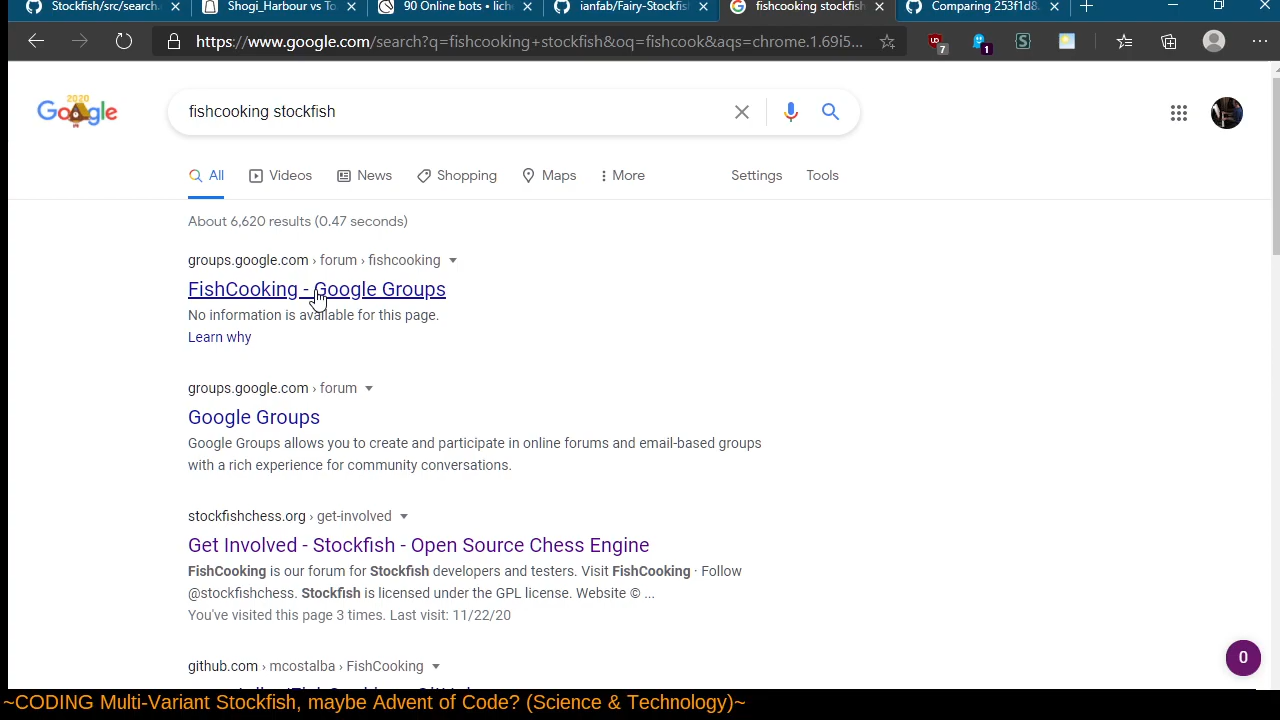 Stockfish/src/search.
Shogi_Harbour vs To
90 Online bots • liche
ianfab/Fairy-Stockfis
fishcooking stockfish
Comparing 253f1d8
https://www.google.com/search?q=fishcooking+stockfish&oq=fishcook&aqs=chrome.1.69i5...
7
1
2020
Google
fishcooking stockfish
All
Videos
News
Shopping
Maps
More
Settings
Tools
About 6,620 results (0.47 seconds)
groups.google.com › forum › fishcooking
FishCooking - Google Groups
No information is available for this page.
Learn why
groups.google.com › forum
Google Groups
Google Groups allows you to create and participate in online forums and email-based groups
with a rich experience for community conversations.
stockfishchess.org › get-involved
Get Involved - Stockfish - Open Source Chess Engine
FishCooking is our forum for Stockfish developers and testers. Visit FishCooking · Follow
@stockfishchess. Stockfish is licensed under the GPL license. Website © ...
You've visited this page 3 times. Last visit: 11/22/20
github.com › mcostalba › FishCooking
0
~CODING Multi-Variant Stockfish, maybe Advent of Code? (Science & Technology)~